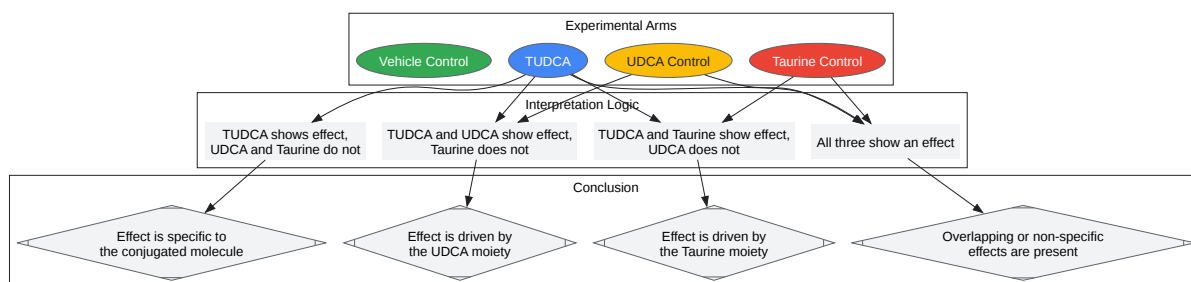 Experimental Arms
Vehicle Control
TUDCA
UDCA Control
Taurine Control
Interpretation Logic
TUDCA shows effect,
UDCA and Taurine do not
TUDCA and UDCA show effect,
Taurine does not
TUDCA and Taurine show effect,
UDCA does not
All three show an effect
Conclusion
Effect is specific to
the conjugated molecule
Effect is driven by
the UDCA moiety
Effect is driven by
the Taurine moiety
Overlapping or non-specific
effects are present